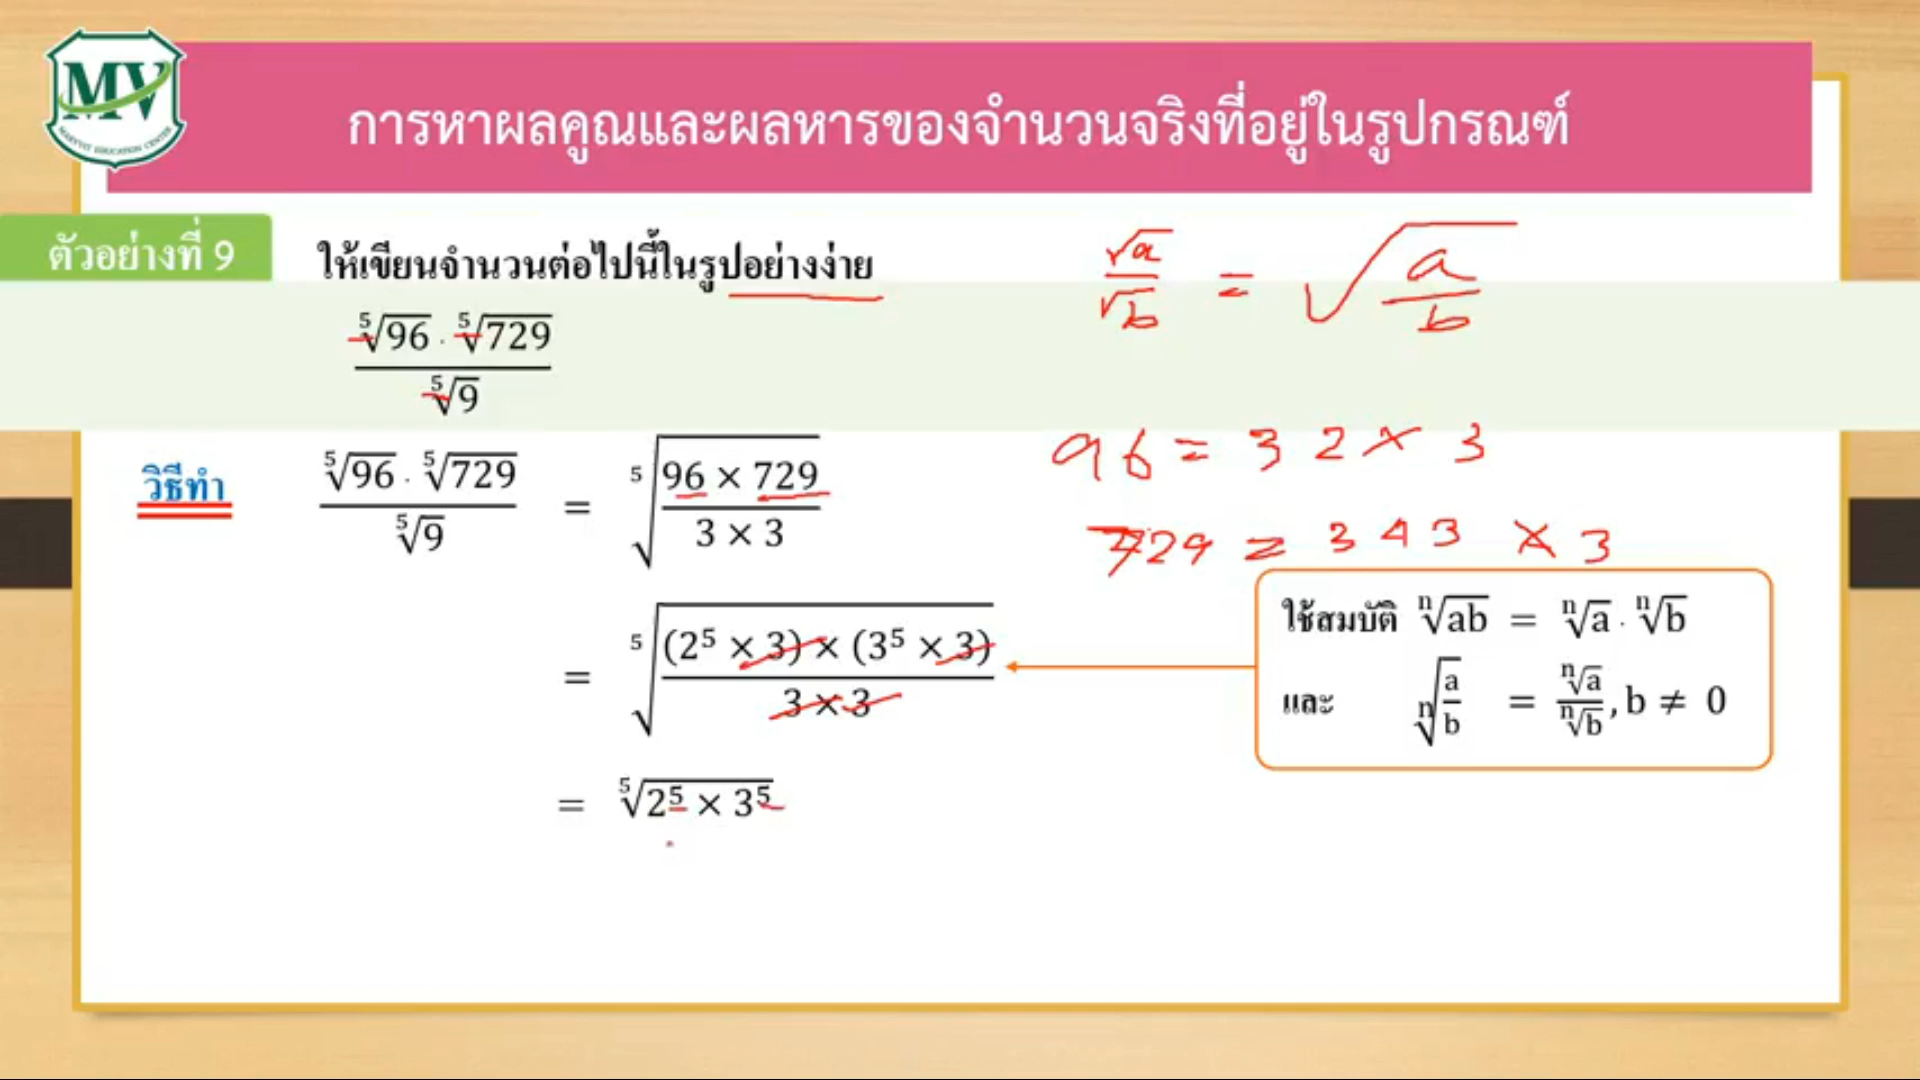 MV
MARYVIT EDUCATION CENTER
การหาผลคูณและผลหารของจำนวนจริงที่อยู่ในรูปกรณฑ์
ตัวอย่างที่ 9
ให้เขียนจำนวนต่อไปนี้ในรูปอย่างง่าย
√a/√b = √(a/b)
⁵√96 · ⁵√729 / ⁵√9
96 = 32 × 3
วิธีทำ
⁵√96 · ⁵√729 / ⁵√9 = ⁵√((96 × 729)/(3 × 3))
729 = 343 × 3
= ⁵√(((2⁵ × 3) × (3⁵ × 3))/(3 × 3))
ใช้สมบัติ ⁿ√ab = ⁿ√a · ⁿ√b
และ ⁿ√(a/b) = ⁿ√a/ⁿ√b , b ≠ 0
= ⁵√(2⁵ × 3⁵)